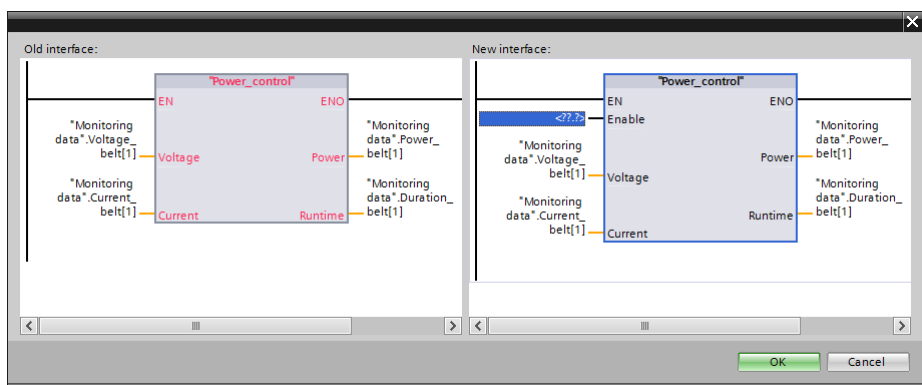 Old interface:
New interface:
"Power_control"
EN
ENO
"Monitoring
data".Voltage_
belt[1]
Voltage
Power
"Monitoring
data".Power_
belt[1]
"Monitoring
data".Current_
belt[1]
Current
Runtime
"Monitoring
data".Duration_
belt[1]
"Power_control"
EN
ENO
<??.?>
Enable
"Monitoring
data".Voltage_
belt[1]
Voltage
Power
"Monitoring
data".Power_
belt[1]
"Monitoring
data".Current_
belt[1]
Current
Runtime
"Monitoring
data".Duration_
belt[1]
OK
Cancel